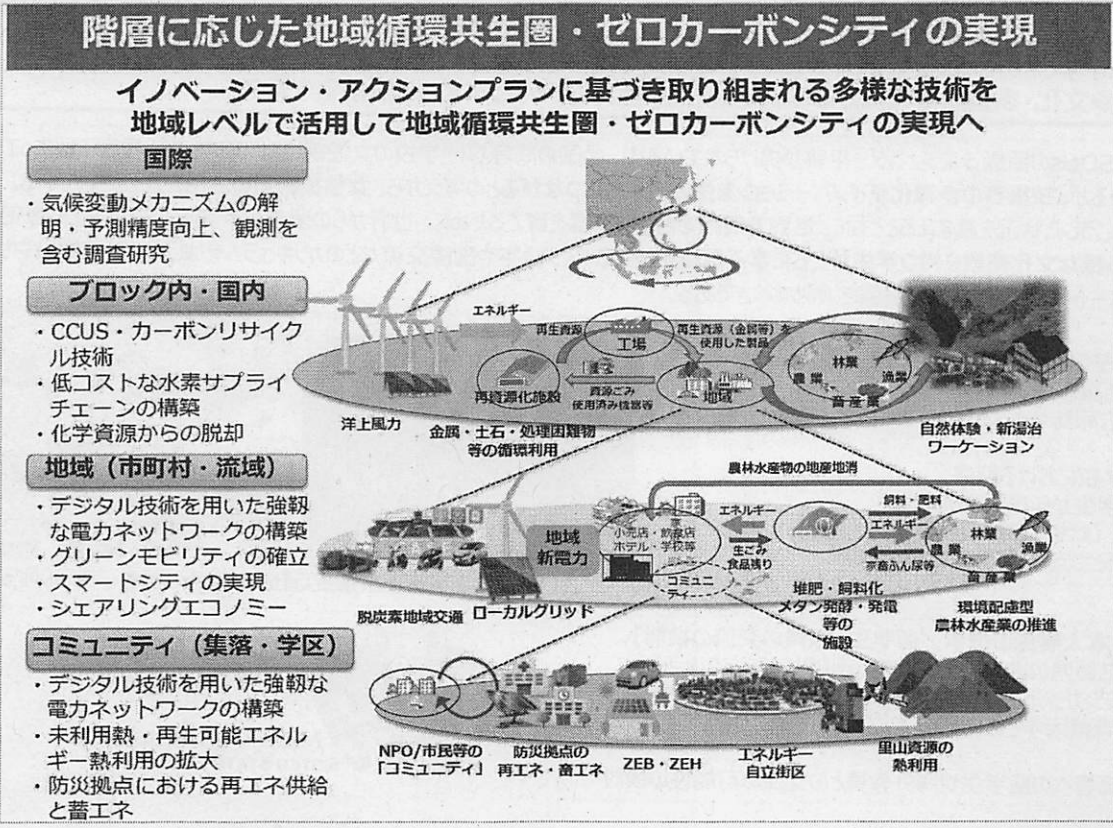 階層に応じた地域循環共生圏・ゼロカーボンシティの実現
イノベーション・アクションプランに基づき取り組まれる多様な技術を
地域レベルで活用して地域循環共生圏・ゼロカーボンシティの実現へ
国際
・気候変動メカニズムの解
明・予測精度向上、観測を
含む調査研究
ブロック内・国内
・CCUS・カーボンリサイク
ル技術
・低コストな水素サプライ
チェーンの構築
・化学資源からの脱却
エネルギー
再生資源
工場
再生資源（金属等）を
使用した製品
再資源化施設
資源ごみ
使用済み機器等
地域
林業
農業
漁業
畜産業
洋上風力
金属・土石・処理困難物
等の循環利用
自然体験・新湯治
ワーケーション
地域（市町村・流域）
・デジタル技術を用いた強靱
な電力ネットワークの構築
・グリーンモビリティの確立
・スマートシティの実現
・シェアリングエコノミー
農林水産物の地産地消
地域
新電力
小売店・飲食店
ホテル・学校等
エネルギー
生ごみ
食品残り
飼料・肥料
エネルギー
家畜ふん尿等
林業
農業
漁業
畜産業
コミュニ
ティ
脱炭素地域交通
ローカルグリッド
堆肥・飼料化
メタン発酵・発電
等の
施設
環境配慮型
農林水産業の推進
コミュニティ（集落・学区）
・デジタル技術を用いた強靱な
電力ネットワークの構築
・未利用熱・再生可能エネル
ギー熱利用の拡大
・防災拠点における再エネ供給
と蓄エネ
NPO/市民等の
「コミュニティ」
防災拠点の
再エネ・蓄エネ
ZEB・ZEH
エネルギー
自立街区
里山資源の
熱利用